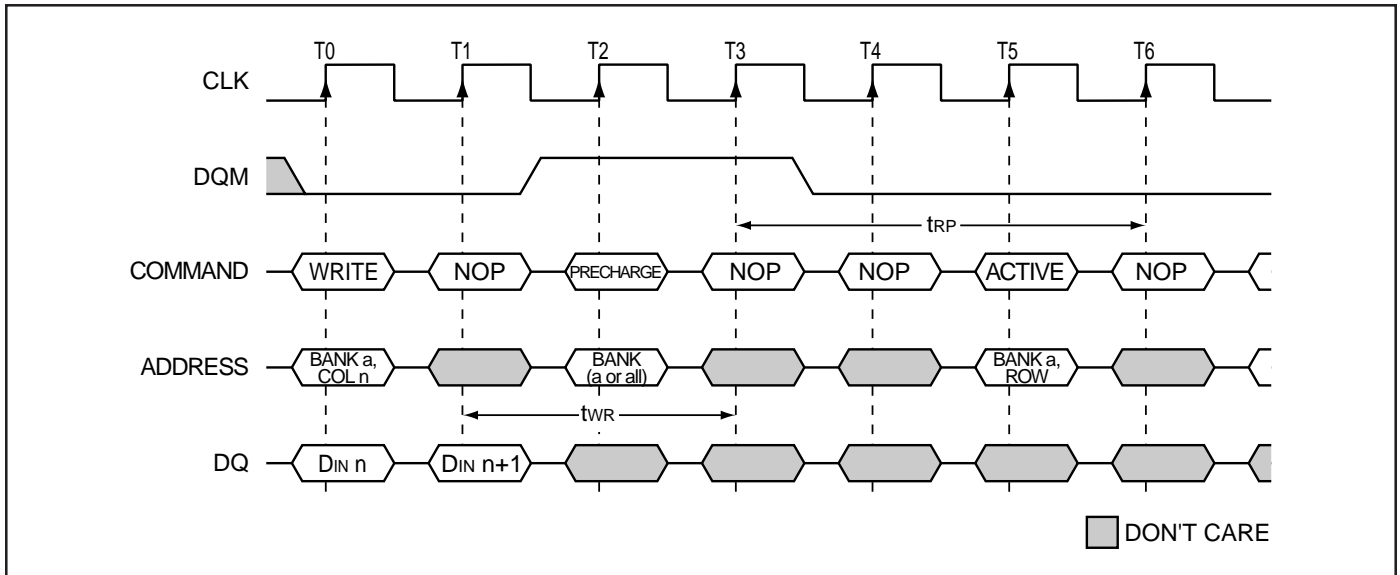 T0 T1 T2 T3 T4 T5 T6
CLK
DQM
tRP
COMMAND WRITE NOP PRECHARGE NOP NOP ACTIVE NOP
ADDRESS BANK a, COL n BANK (a or all) BANK a, ROW
tWR
DQ DIN n DIN n+1
DON'T CARE